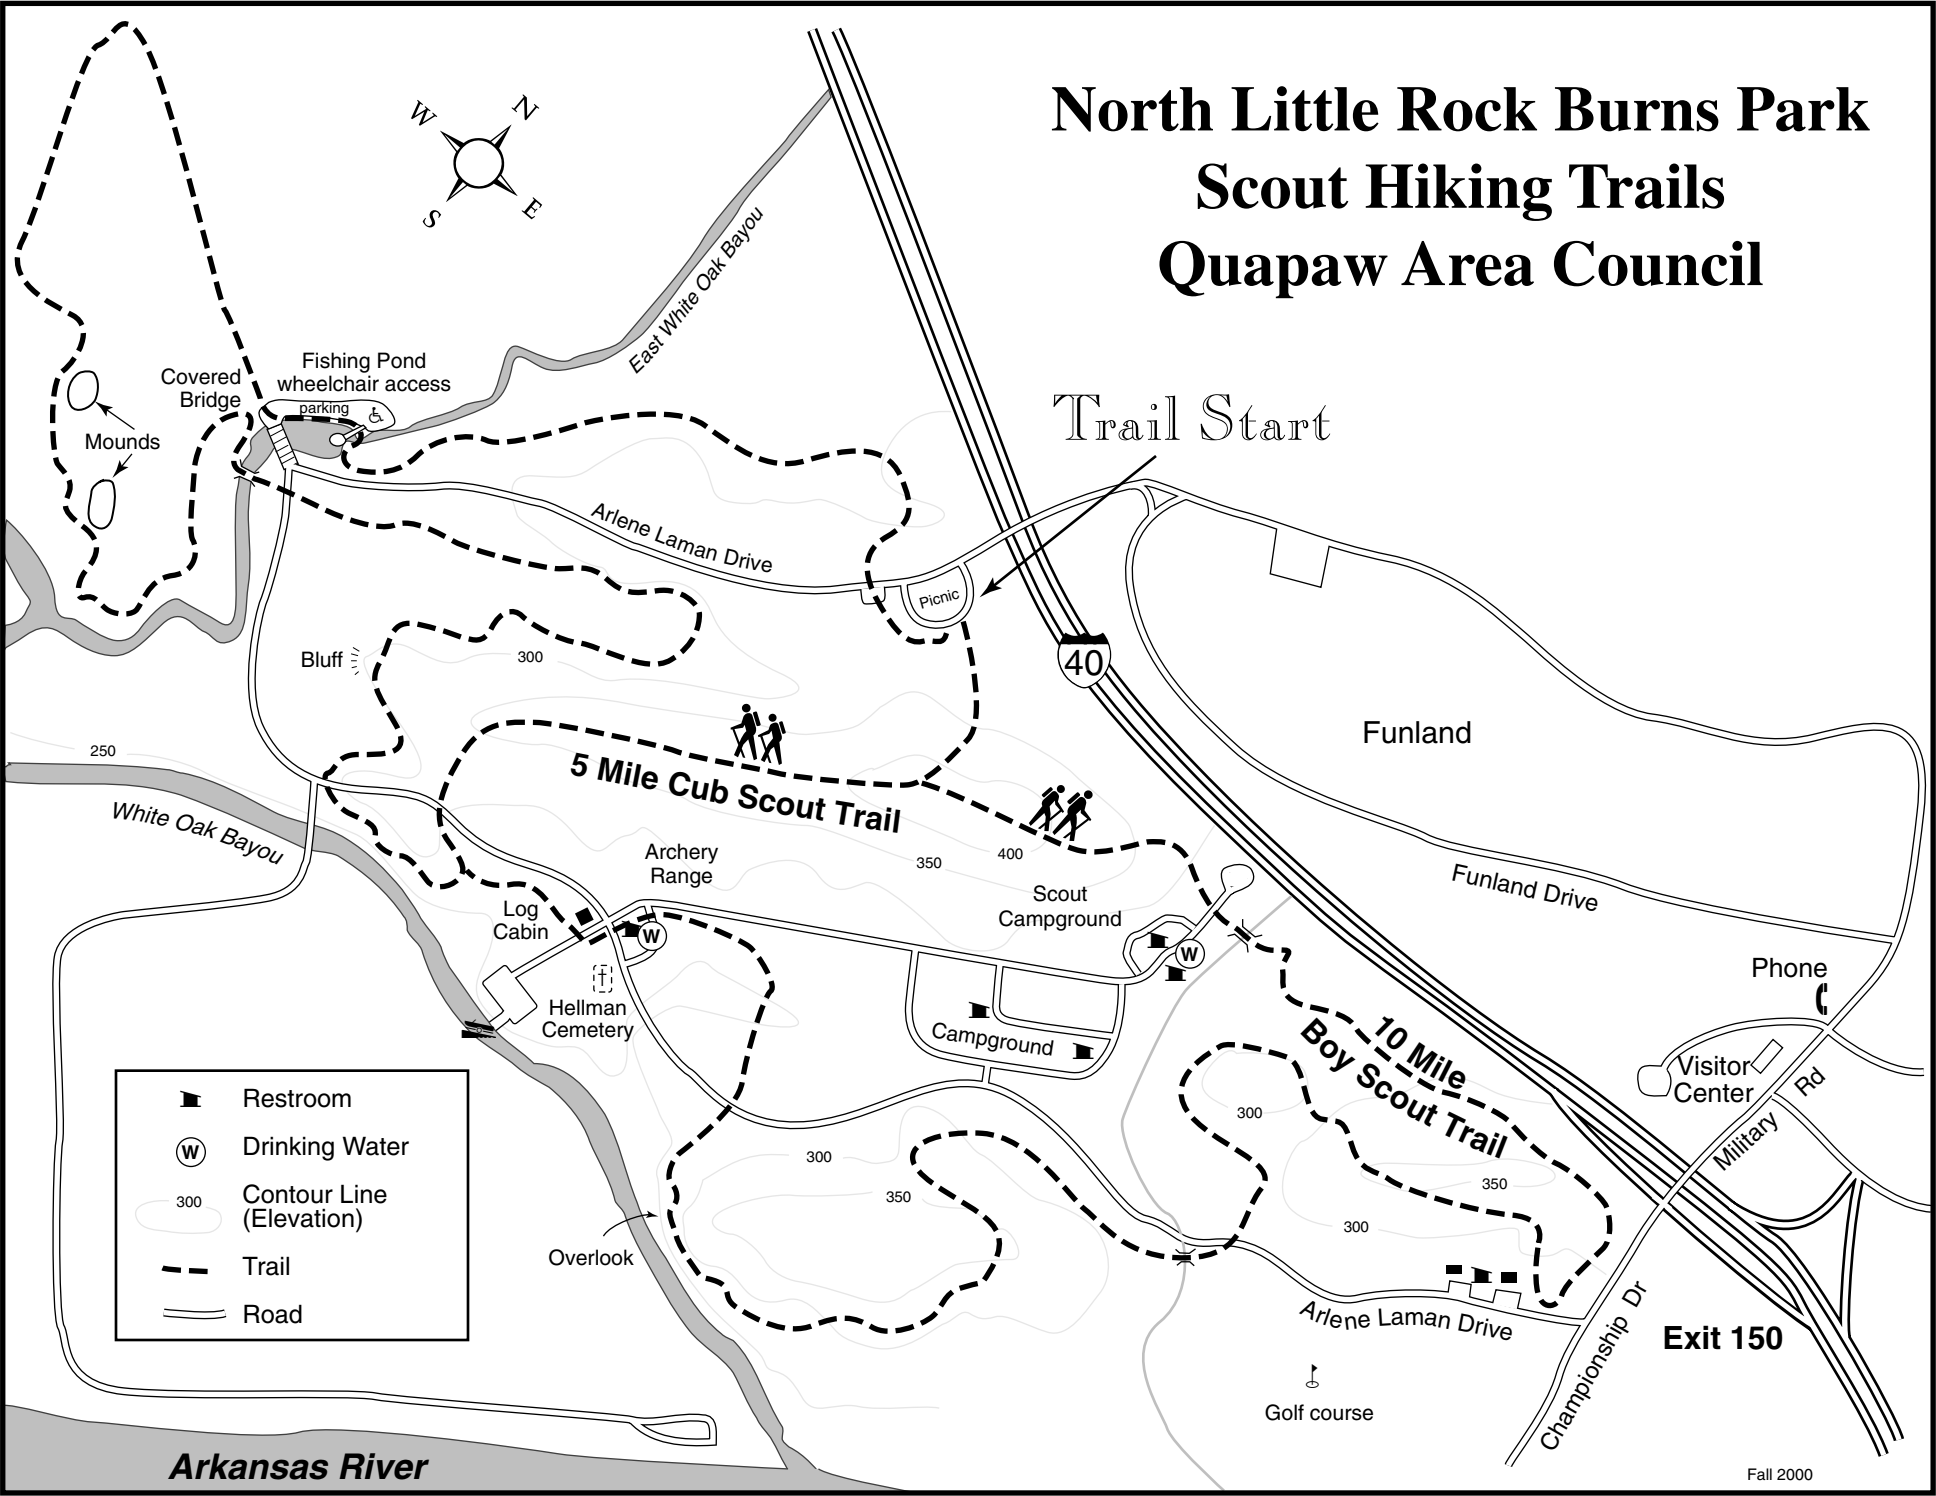 North Little Rock Burns Park
Scout Hiking Trails
Quapaw Area Council
W
N
S
E
East White Oak Bayou
Fishing Pond
wheelchair access
parking
Covered
Bridge
Mounds
Trail Start
Arlene Laman Drive
Picnic
40
Bluff
300
Funland
250
5 Mile Cub Scout Trail
White Oak Bayou
350
400
Archery
Range
Scout
Campground
Funland Drive
Log
Cabin
W
W
Phone
Hellman
Cemetery
Campground
10 Mile
Boy Scout Trail
Visitor
Center
Military
Rd
300
300
350
350
300
Overlook
Restroom
W
Drinking Water
300
Contour Line
(Elevation)
Trail
Road
Arlene Laman Drive
Championship Dr
Exit 150
Golf course
Arkansas River
Fall 2000